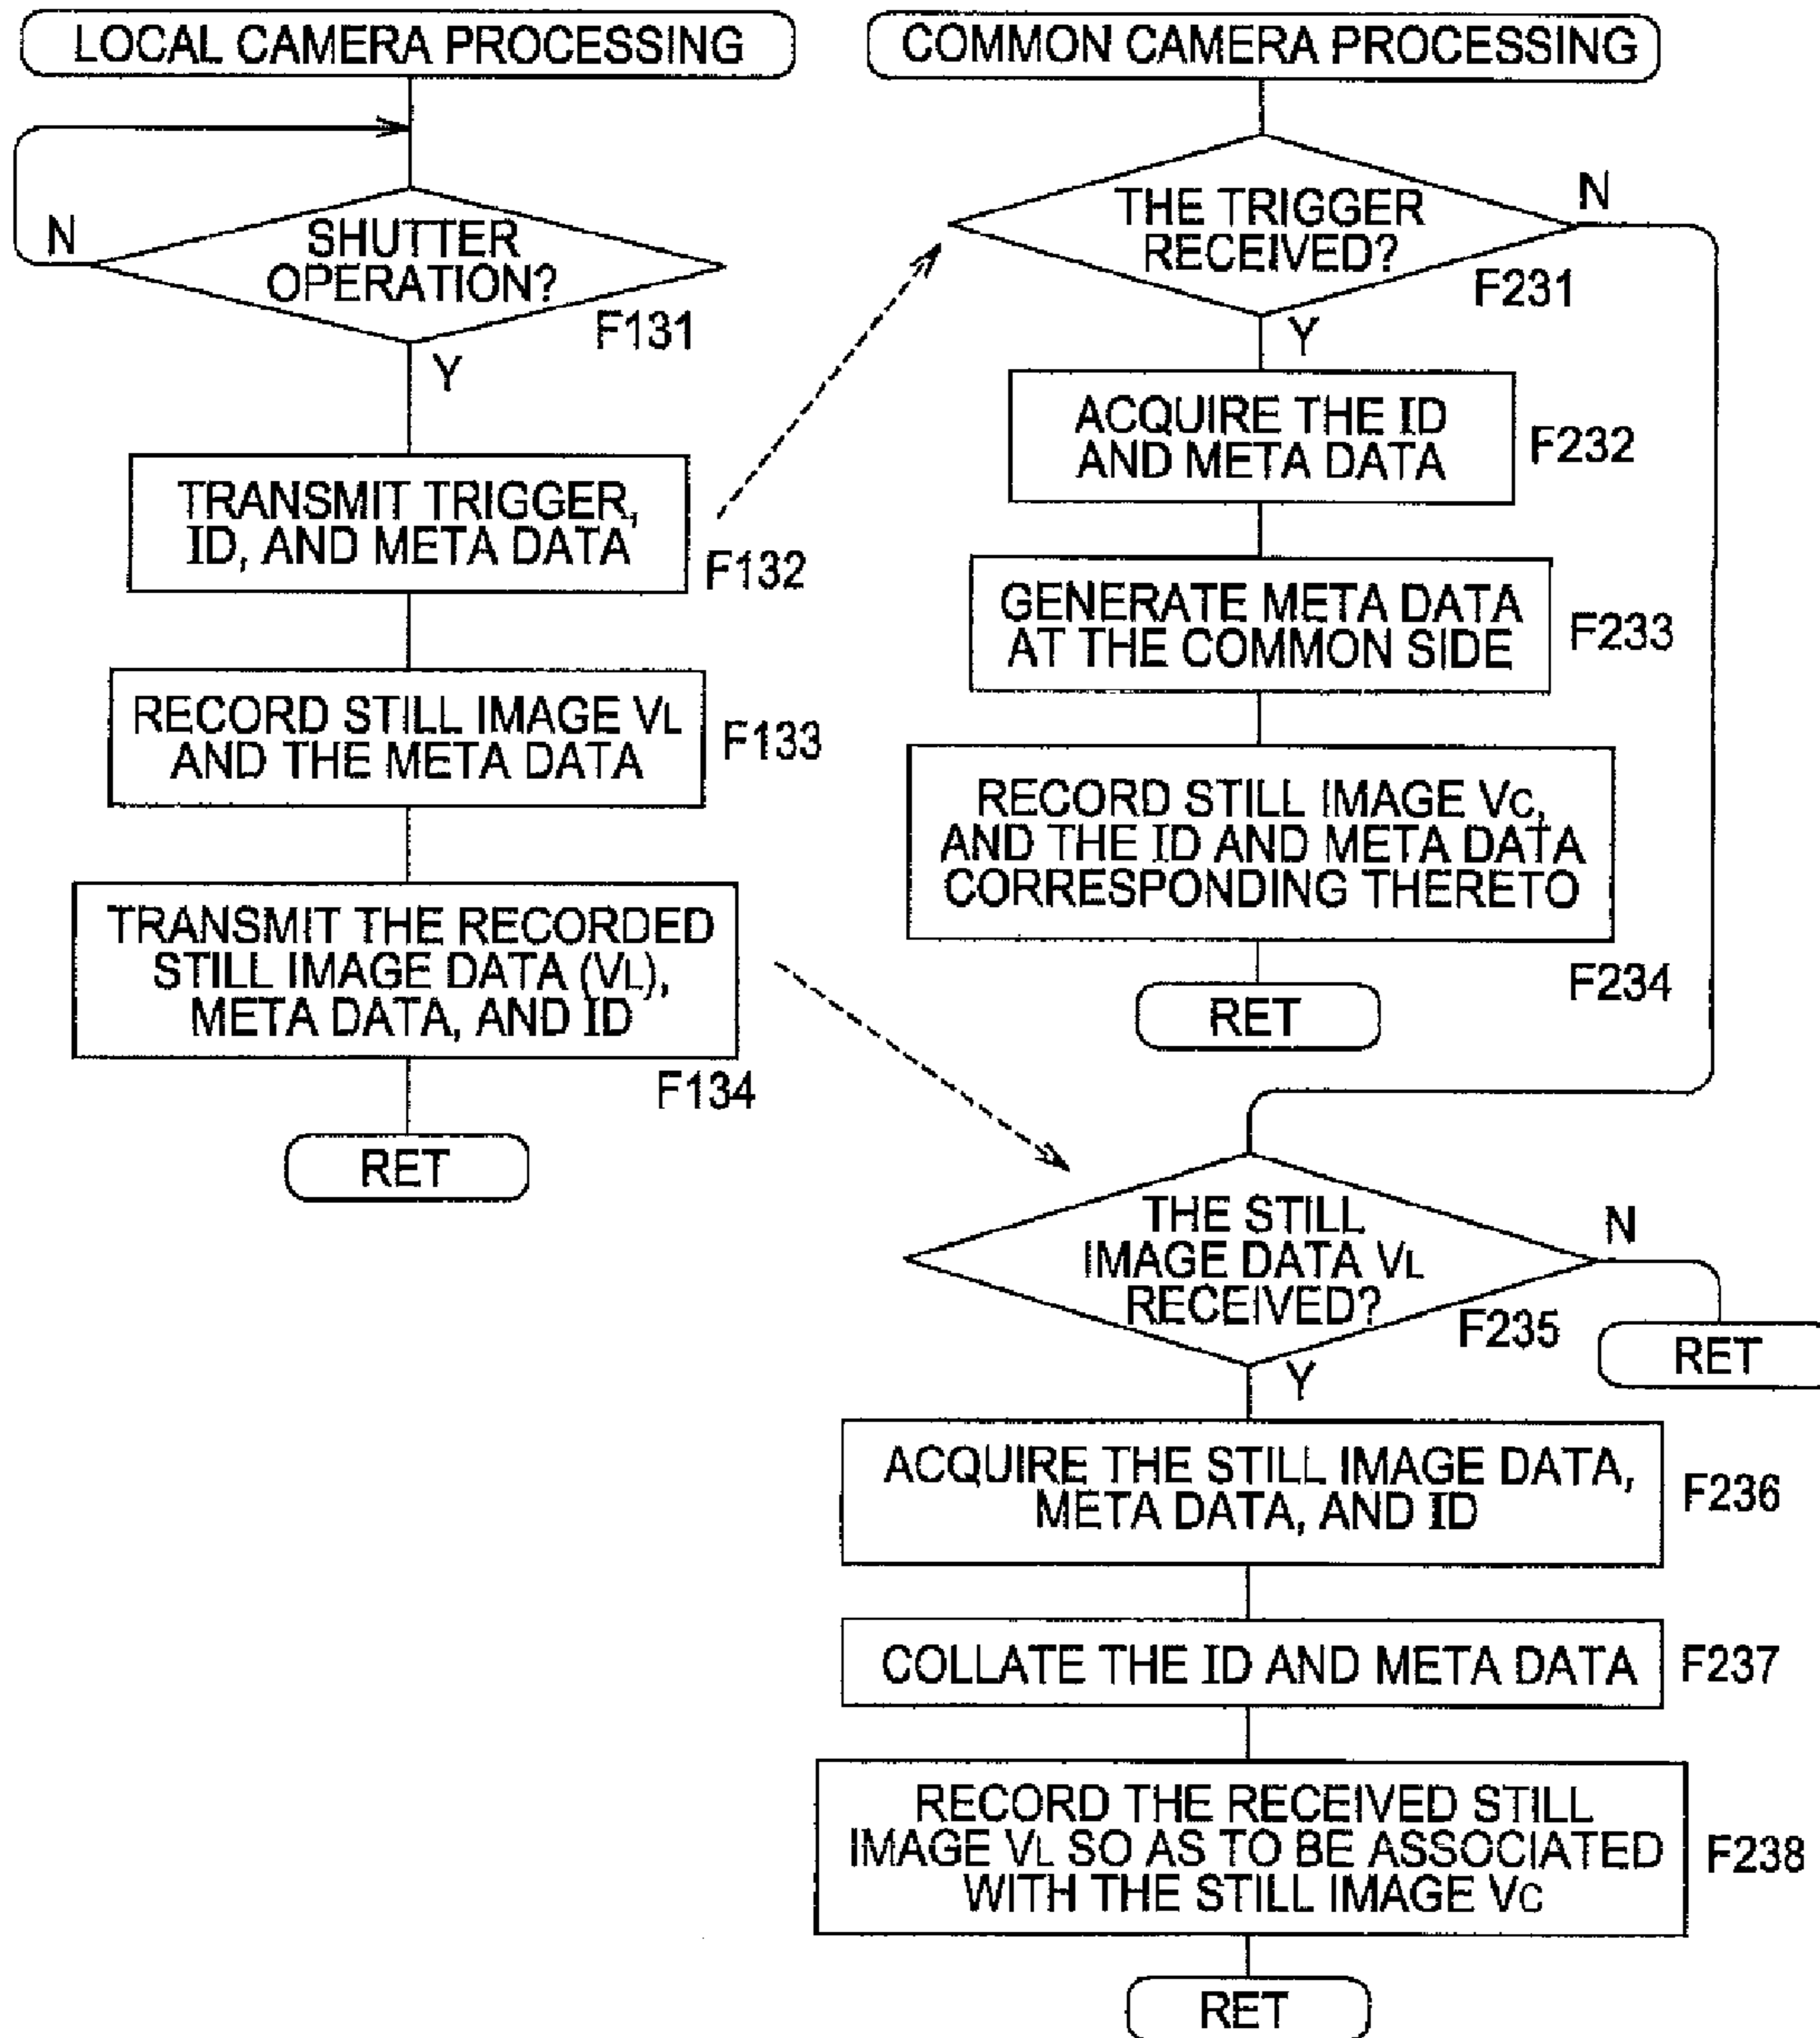 LOCAL CAMERA PROCESSING
N
SHUTTER
OPERATION?
F131
Y
TRANSMIT TRIGGER,
ID, AND META DATA
F132
RECORD STILL IMAGE VL
AND THE META DATA
F133
TRANSMIT THE RECORDED
STILL IMAGE DATA (VL),
META DATA, AND ID
F134
RET
COMMON CAMERA PROCESSING
THE TRIGGER
RECEIVED?
N
F231
Y
ACQUIRE THE ID
AND META DATA
F232
GENERATE META DATA
AT THE COMMON SIDE
F233
RECORD STILL IMAGE VC,
AND THE ID AND META DATA
CORRESPONDING THERETO
F234
RET
THE STILL
IMAGE DATA VL
RECEIVED?
N
F235
RET
Y
ACQUIRE THE STILL IMAGE DATA,
META DATA, AND ID
F236
COLLATE THE ID AND META DATA
F237
RECORD THE RECEIVED STILL
IMAGE VL SO AS TO BE ASSOCIATED
WITH THE STILL IMAGE VC
F238
RET